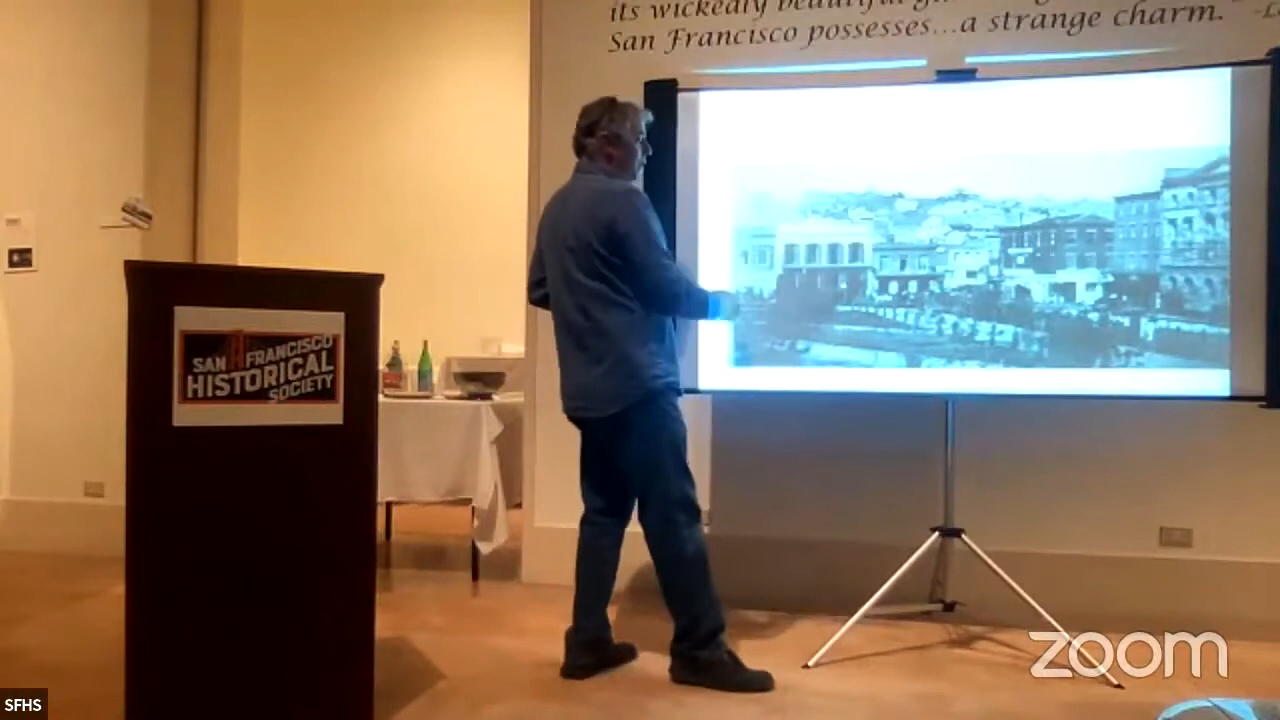 its wickedly beautiful
San Francisco possesses...a strange charm.
SAN FRANCISCO
HISTORICAL
SOCIETY
zoom
SFHS